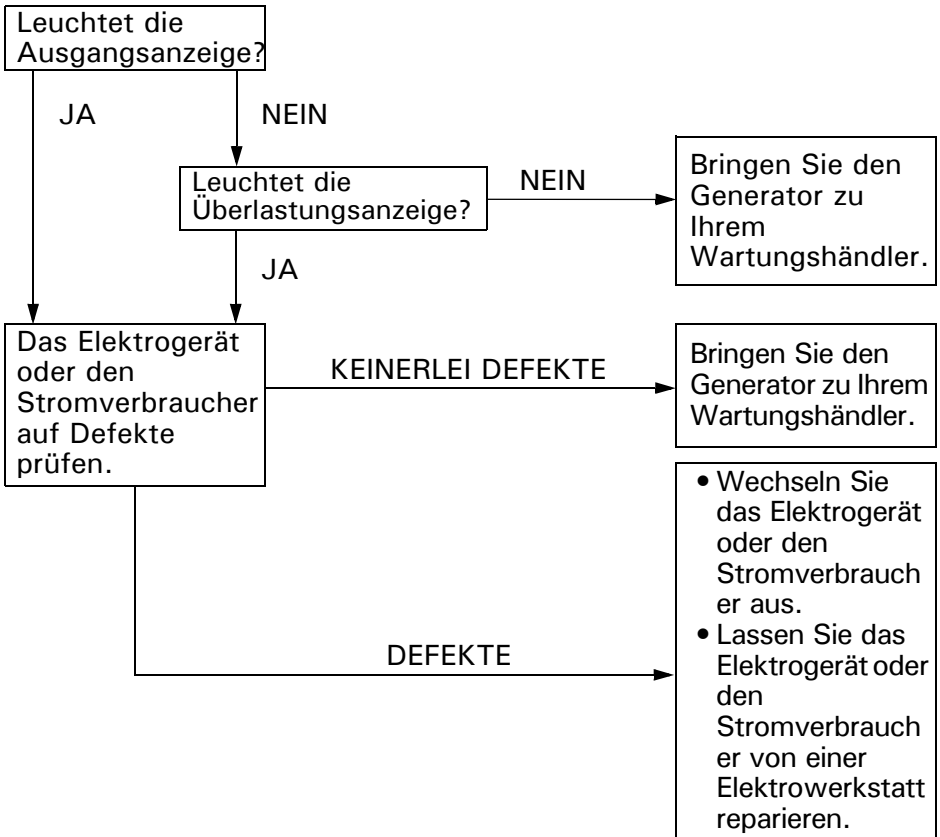 Leuchtet die
Ausgangsanzeige?
JA
NEIN
Leuchtet die
Überlastungsanzeige?
NEIN
Bringen Sie den
Generator zu
Ihrem
Wartungshändler.
JA
Das Elektrogerät
oder den
Stromverbraucher
auf Defekte
prüfen.
KEINERLEI DEFEKTE
Bringen Sie den
Generator zu Ihrem
Wartungshändler.
DEFEKTE
• Wechseln Sie
das Elektrogerät
oder den
Stromverbrauch
er aus.
• Lassen Sie das
Elektrogerät oder
den
Stromverbrauch
er von einer
Elektrowerkstatt
reparieren.